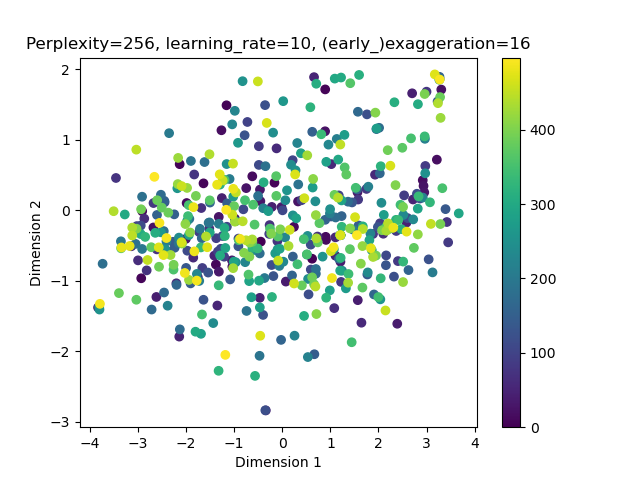 Perplexity=256, learning_rate=10, (early_)exaggeration=16
2
1
0
−1
−2
−3
Dimension 2
−4 −3 −2 −1 0 1 2 3 4
Dimension 1
400
300
200
100
0